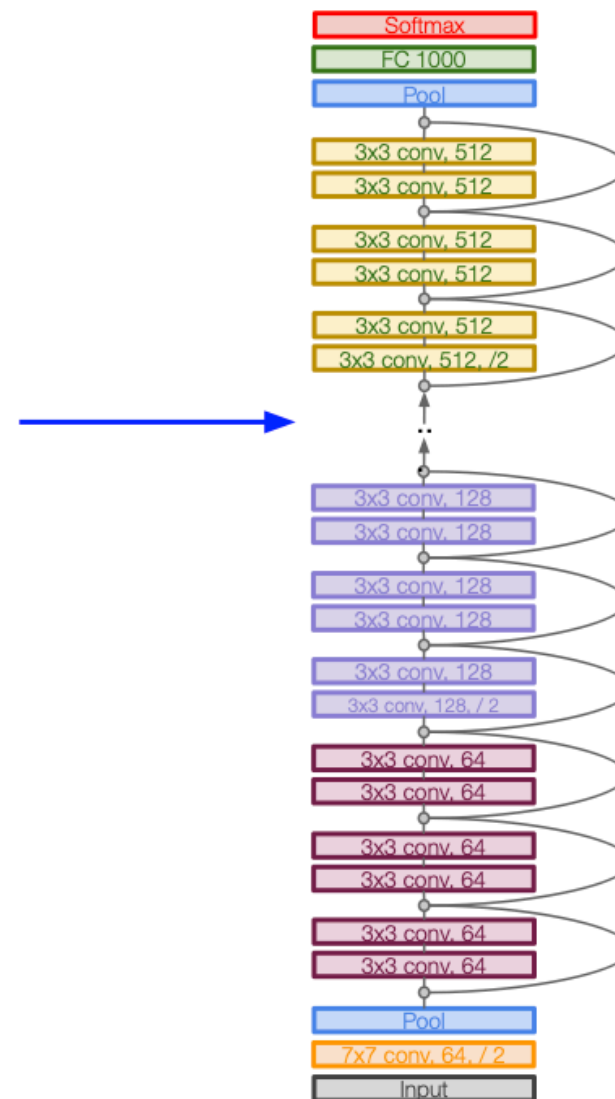 Softmax
FC 1000
Pool
3x3 conv, 512
3x3 conv, 512
3x3 conv, 512
3x3 conv, 512
3x3 conv, 512
3x3 conv, 512, /2
..
3x3 conv, 128
3x3 conv, 128
3x3 conv, 128
3x3 conv, 128
3x3 conv, 128
3x3 conv, 128, / 2
3x3 conv, 64
3x3 conv, 64
3x3 conv, 64
3x3 conv, 64
3x3 conv, 64
3x3 conv, 64
Pool
7x7 conv, 64, / 2
Input